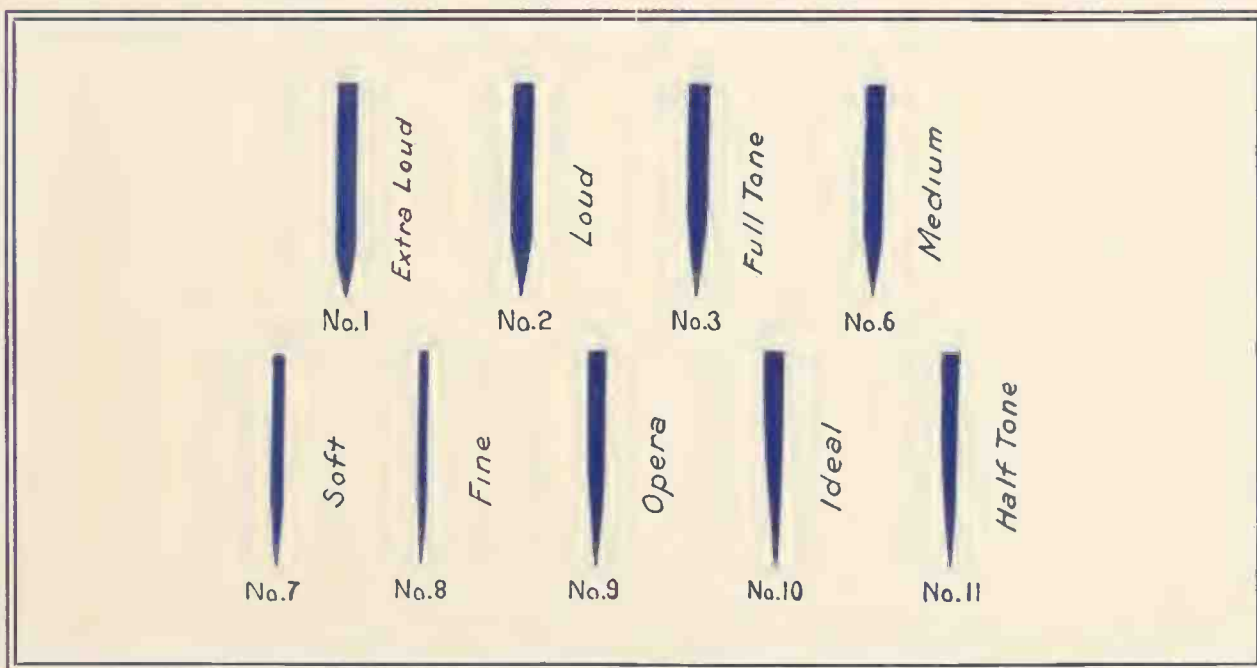 Extra Loud
Loud
Full Tone
Medium
No.1
No.2
No.3
No.6
Soft
Fine
Opera
Ideal
Half Tone
No.7
No.8
No.9
No.10
No.11